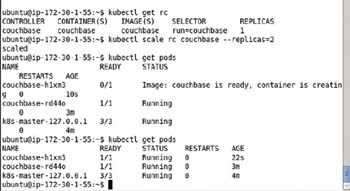 ubuntu@ip-172-30-1-55:~$ kubectl get rc
CONTROLLER CONTAINER(S) IMAGE(S) SELECTOR REPLICAS
couchbase couchbase couchbase run=couchbase 1
ubuntu@ip-172-30-1-55:~$ kubectl scale rc couchbase --replicas=2
scaled
ubuntu@ip-172-30-1-55:~$ kubectl get pods
NAME READY STATUS
RESTARTS AGE
couchbase-h1xm3 0/1 Image: couchbase is ready, container is creatin
g 0 10s
couchbase-rd44o 1/1 Running
0 3m
k8s-master-127.0.0.1 3/3 Running
0 4m
ubuntu@ip-172-30-1-55:~$ kubectl get pods
NAME READY STATUS RESTARTS AGE
couchbase-h1xm3 1/1 Running 0 22s
couchbase-rd44o 1/1 Running 0 3m
k8s-master-127.0.0.1 3/3 Running 0 4m
ubuntu@ip-172-30-1-55:~$